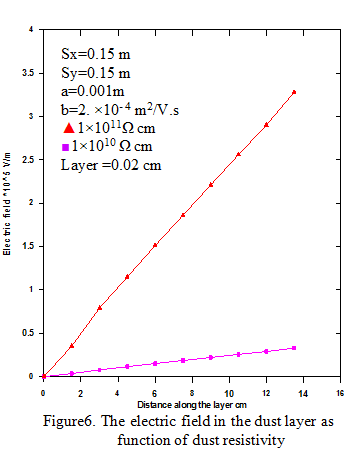 4
3.5
3
2.5
2
1.5
1
0.5
0
Electric field *10^5 V/m
Sx=0.15 m
Sy=0.15 m
a=0.001m
b=2. ×10⁻⁴ m²/V.s
▲ 1×10¹¹Ω cm
■ 1×10¹⁰ Ω cm
Layer =0.02 cm
0 2 4 6 8 10 12 14 16
Distance along the layer cm
Figure6. The electric field in the dust layer as
function of dust resistivity